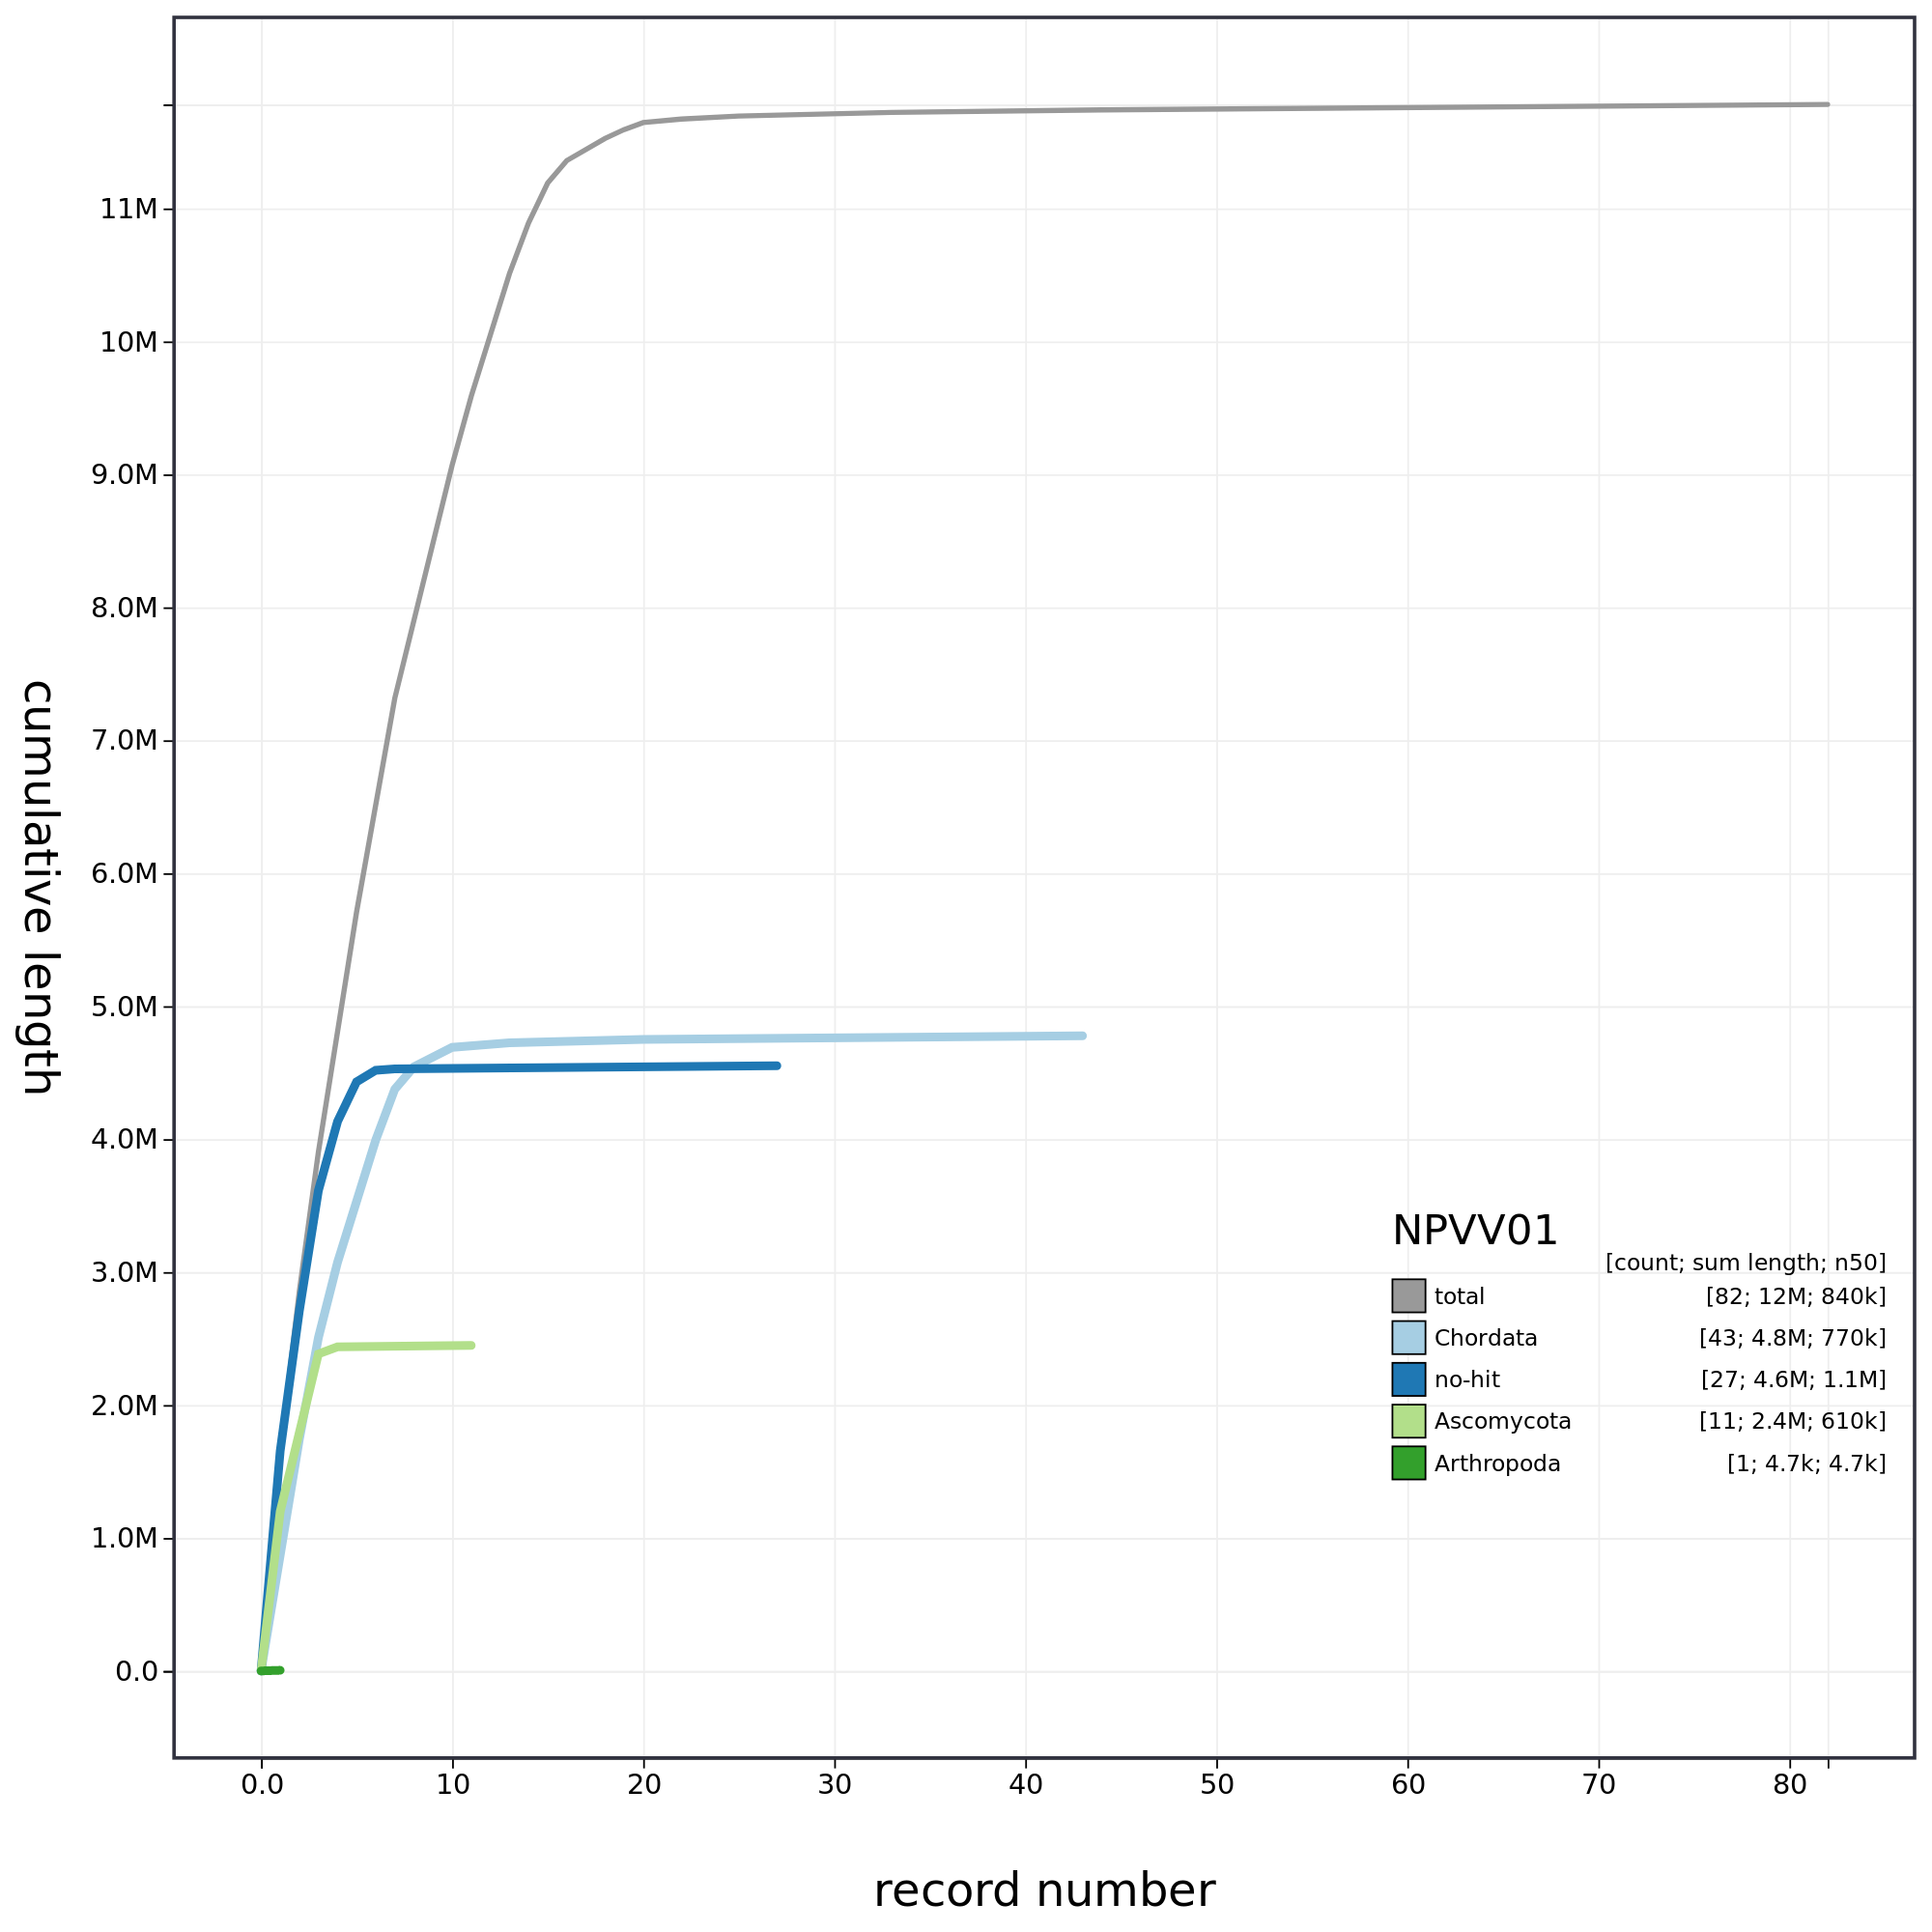 cumulative length
11M
10M
9.0M
8.0M
7.0M
6.0M
5.0M
4.0M
3.0M
2.0M
1.0M
0.0
NPVV01
[count; sum length; n50]
total [82; 12M; 840k]
Chordata [43; 4.8M; 770k]
no-hit [27; 4.6M; 1.1M]
Ascomycota [11; 2.4M; 610k]
Arthropoda [1; 4.7k; 4.7k]
0.0 10 20 30 40 50 60 70 80
record number